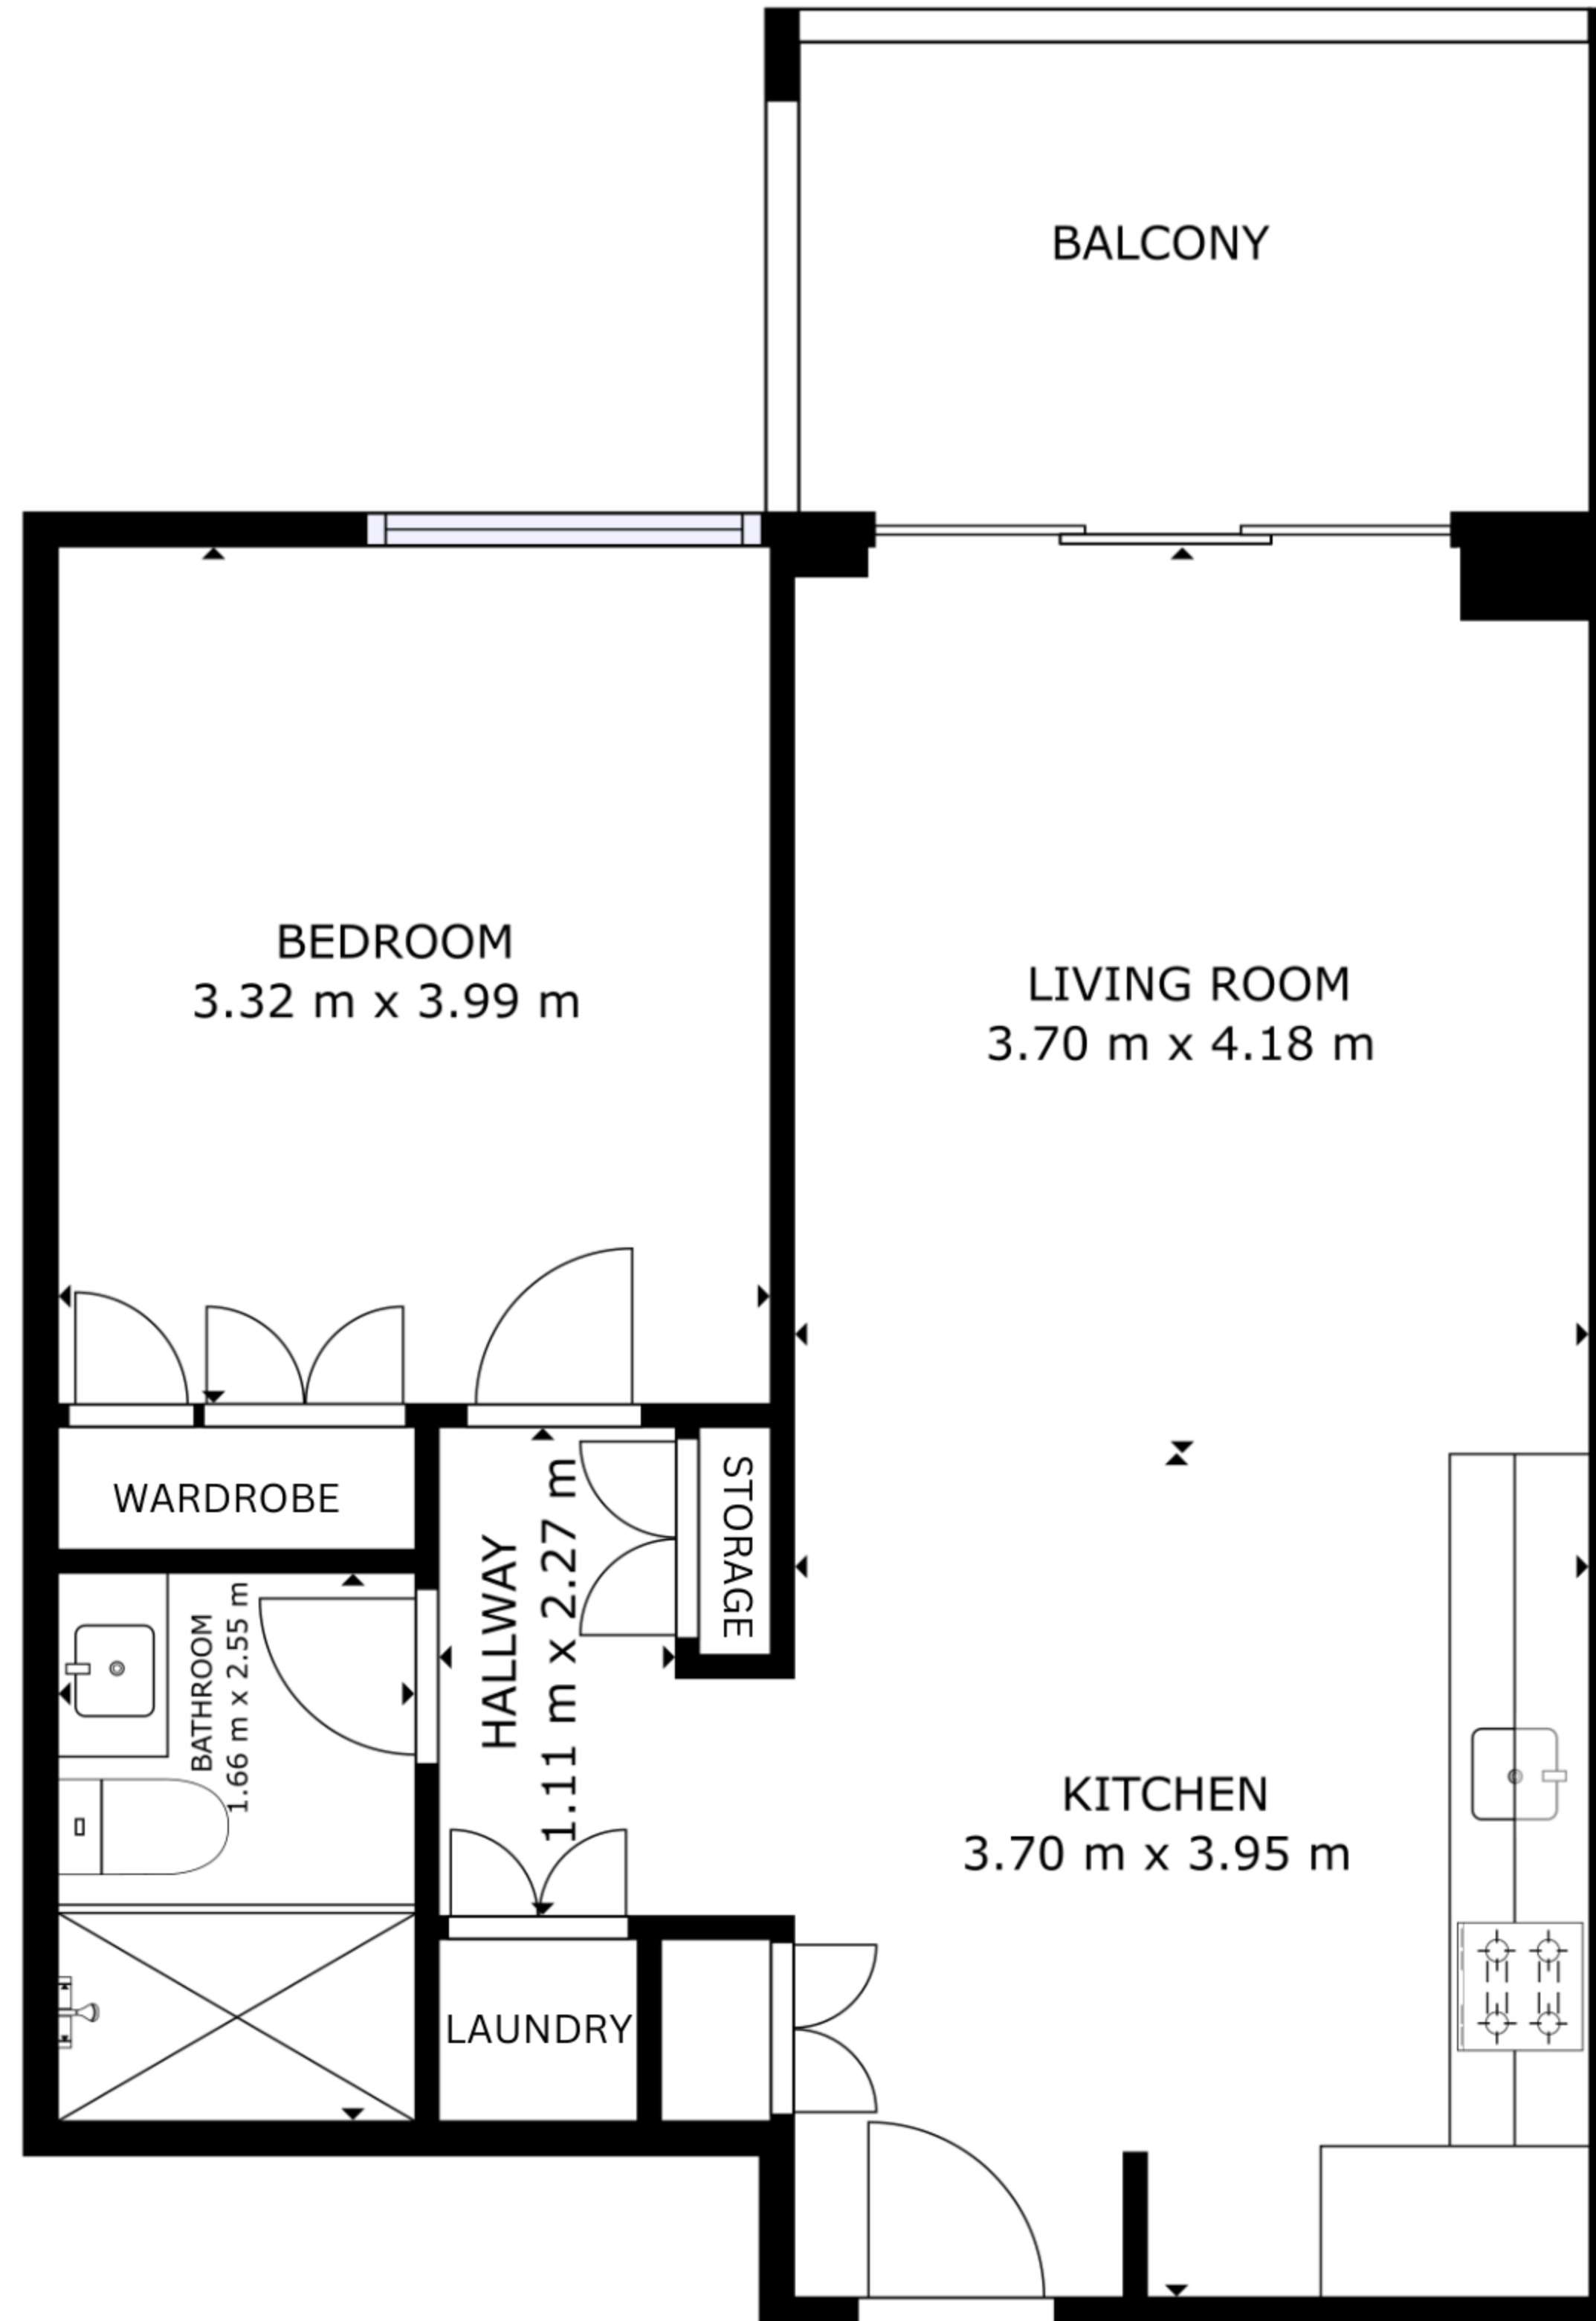 BALCONY
BEDROOM
3.32 m x 3.99 m
LIVING ROOM
3.70 m x 4.18 m
WARDROBE
STORAGE
HALLWAY
1.11 m x 2.27 m
BATHROOM
1.66 m x 2.55 m
KITCHEN
3.70 m x 3.95 m
LAUNDRY